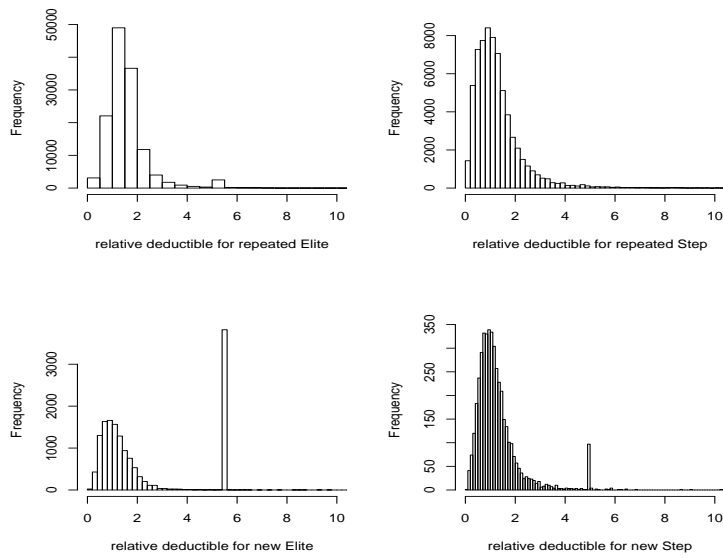 Frequency
0 10000 30000 50000
0 2 4 6 8 10
relative deductible for repeated Elite
Frequency
0 2000 4000 6000 8000
0 2 4 6 8 10
relative deductible for repeated Step
Frequency
0 1000 2000 3000
0 2 4 6 8 10
relative deductible for new Elite
Frequency
0 50 150 250 350
0 2 4 6 8 10
relative deductible for new Step